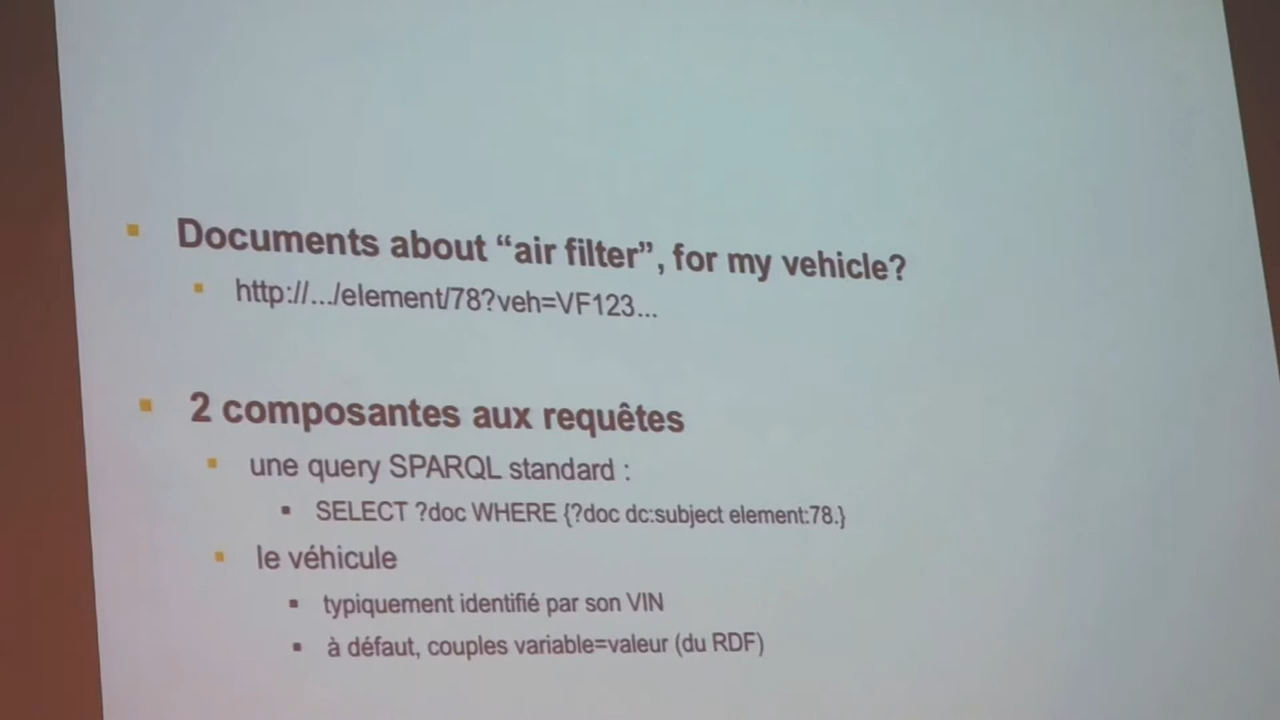 Documents about “air filter”, for my vehicle?
http://.../element/78?veh=VF123...
2 composantes aux requêtes
une query SPARQL standard :
SELECT ?doc WHERE {?doc dc:subject element:78.}
le véhicule
typiquement identifié par son VIN
à défaut, couples variable=valeur (du RDF)